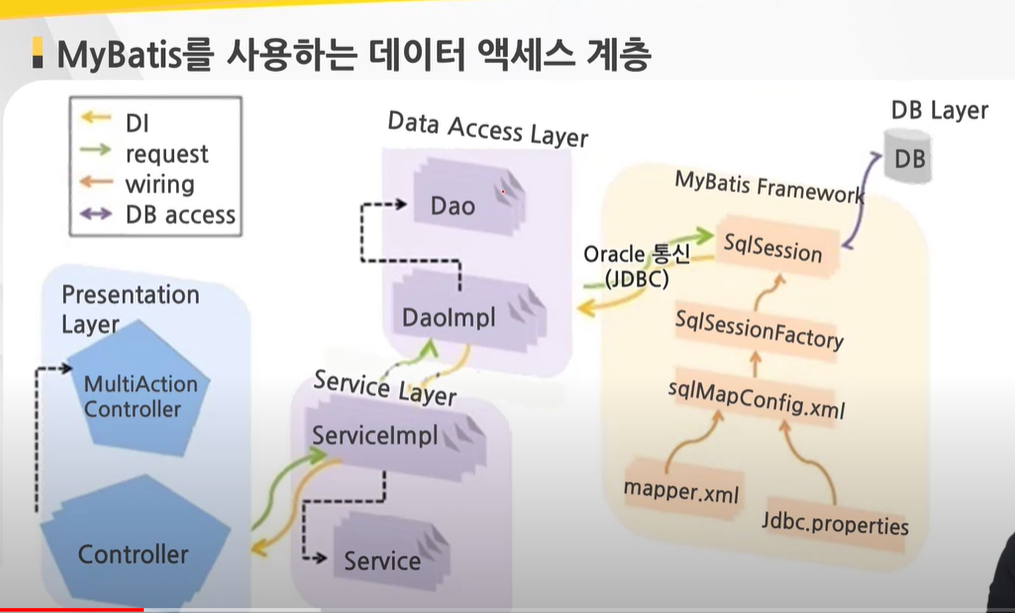 MyBatis를 사용하는 데이터 액세스 계층
DI
request
wiring
DB access
Data Access Layer
Dao
DaoImpl
DB Layer
DB
MyBatis Framework
SqlSession
Oracle 통신
(JDBC)
SqlSessionFactory
sqlMapConfig.xml
mapper.xml
Jdbc.properties
Presentation
Layer
MultiAction
Controller
Controller
Service Layer
ServiceImpl
Service